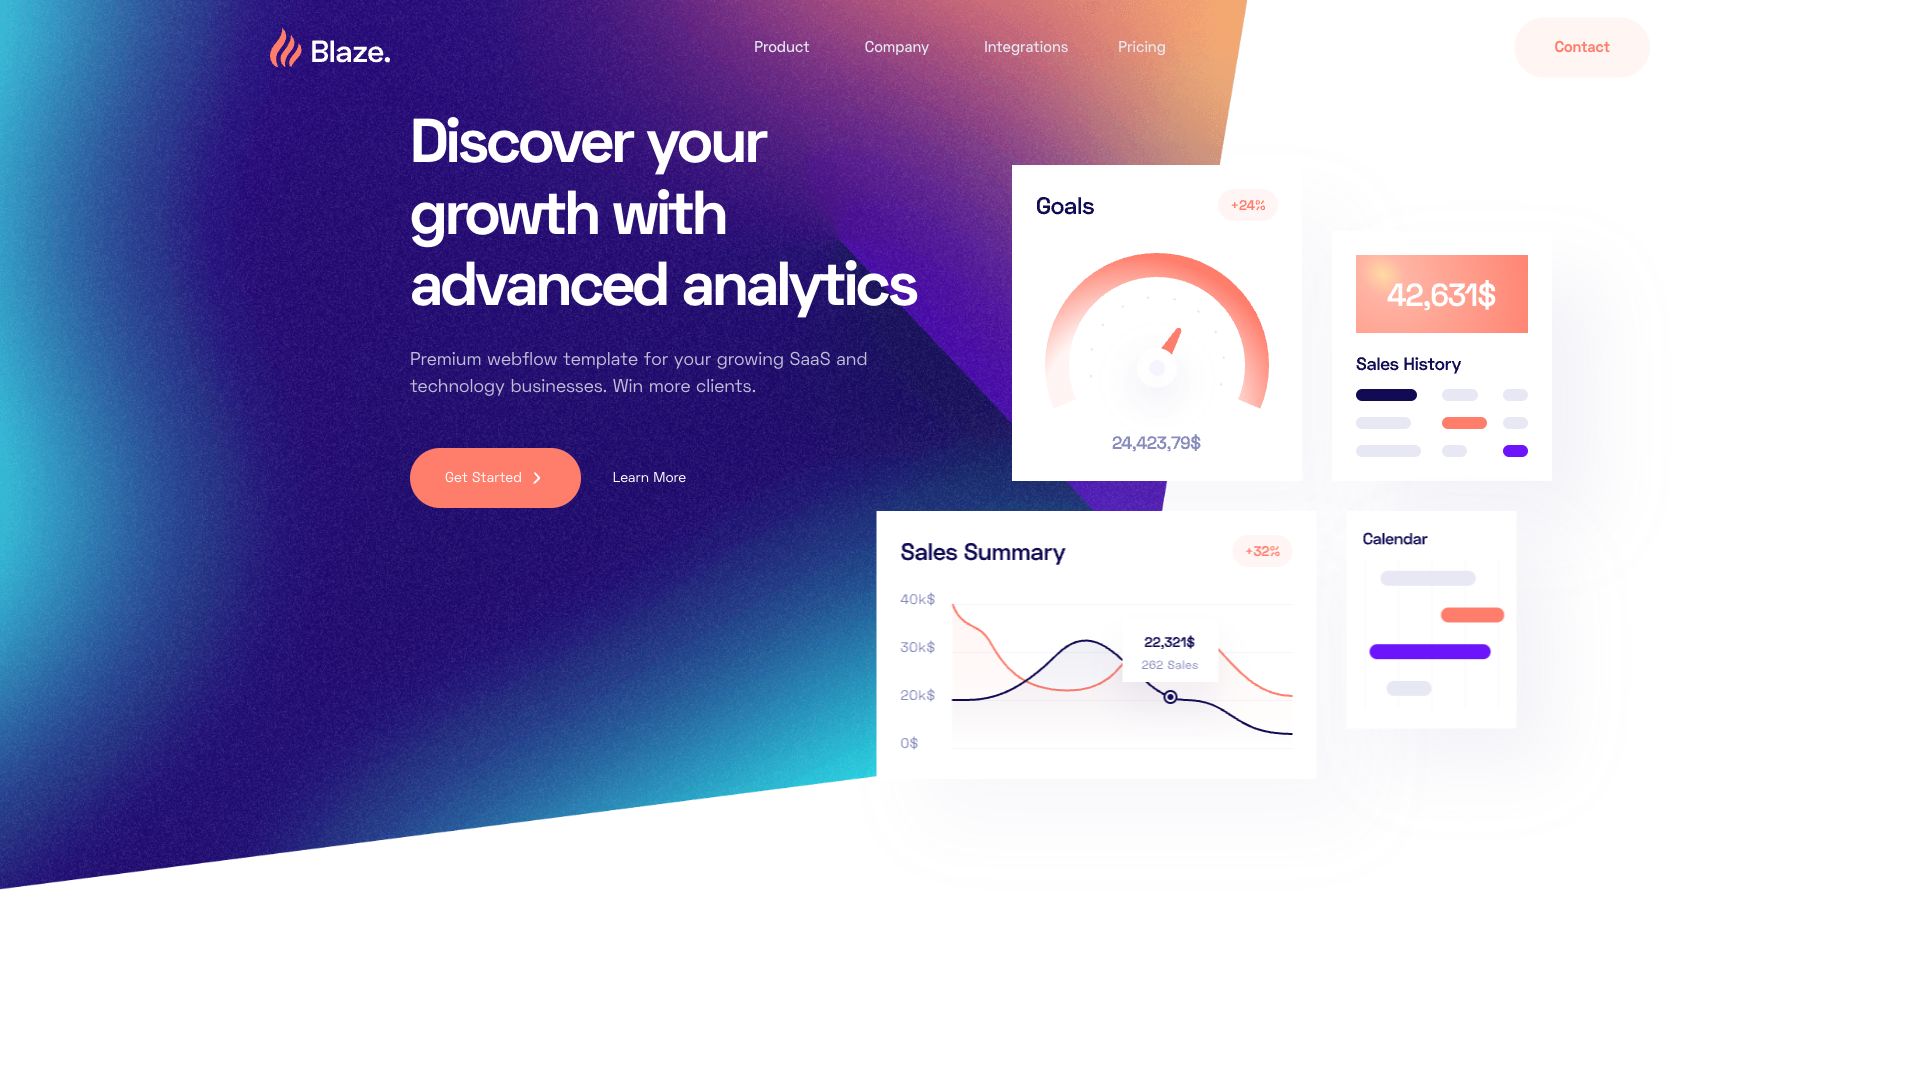 Blaze.
Product
Company
Integrations
Pricing
Contact
Discover your
growth with
advanced analytics
Premium webflow template for your growing SaaS and
technology businesses. Win more clients.
Get Started
Learn More
Goals
+24%
24,423,79$
42,631$
Sales History
Sales Summary
+32%
40k$
30k$
20k$
0$
22,321$
262 Sales
Calendar